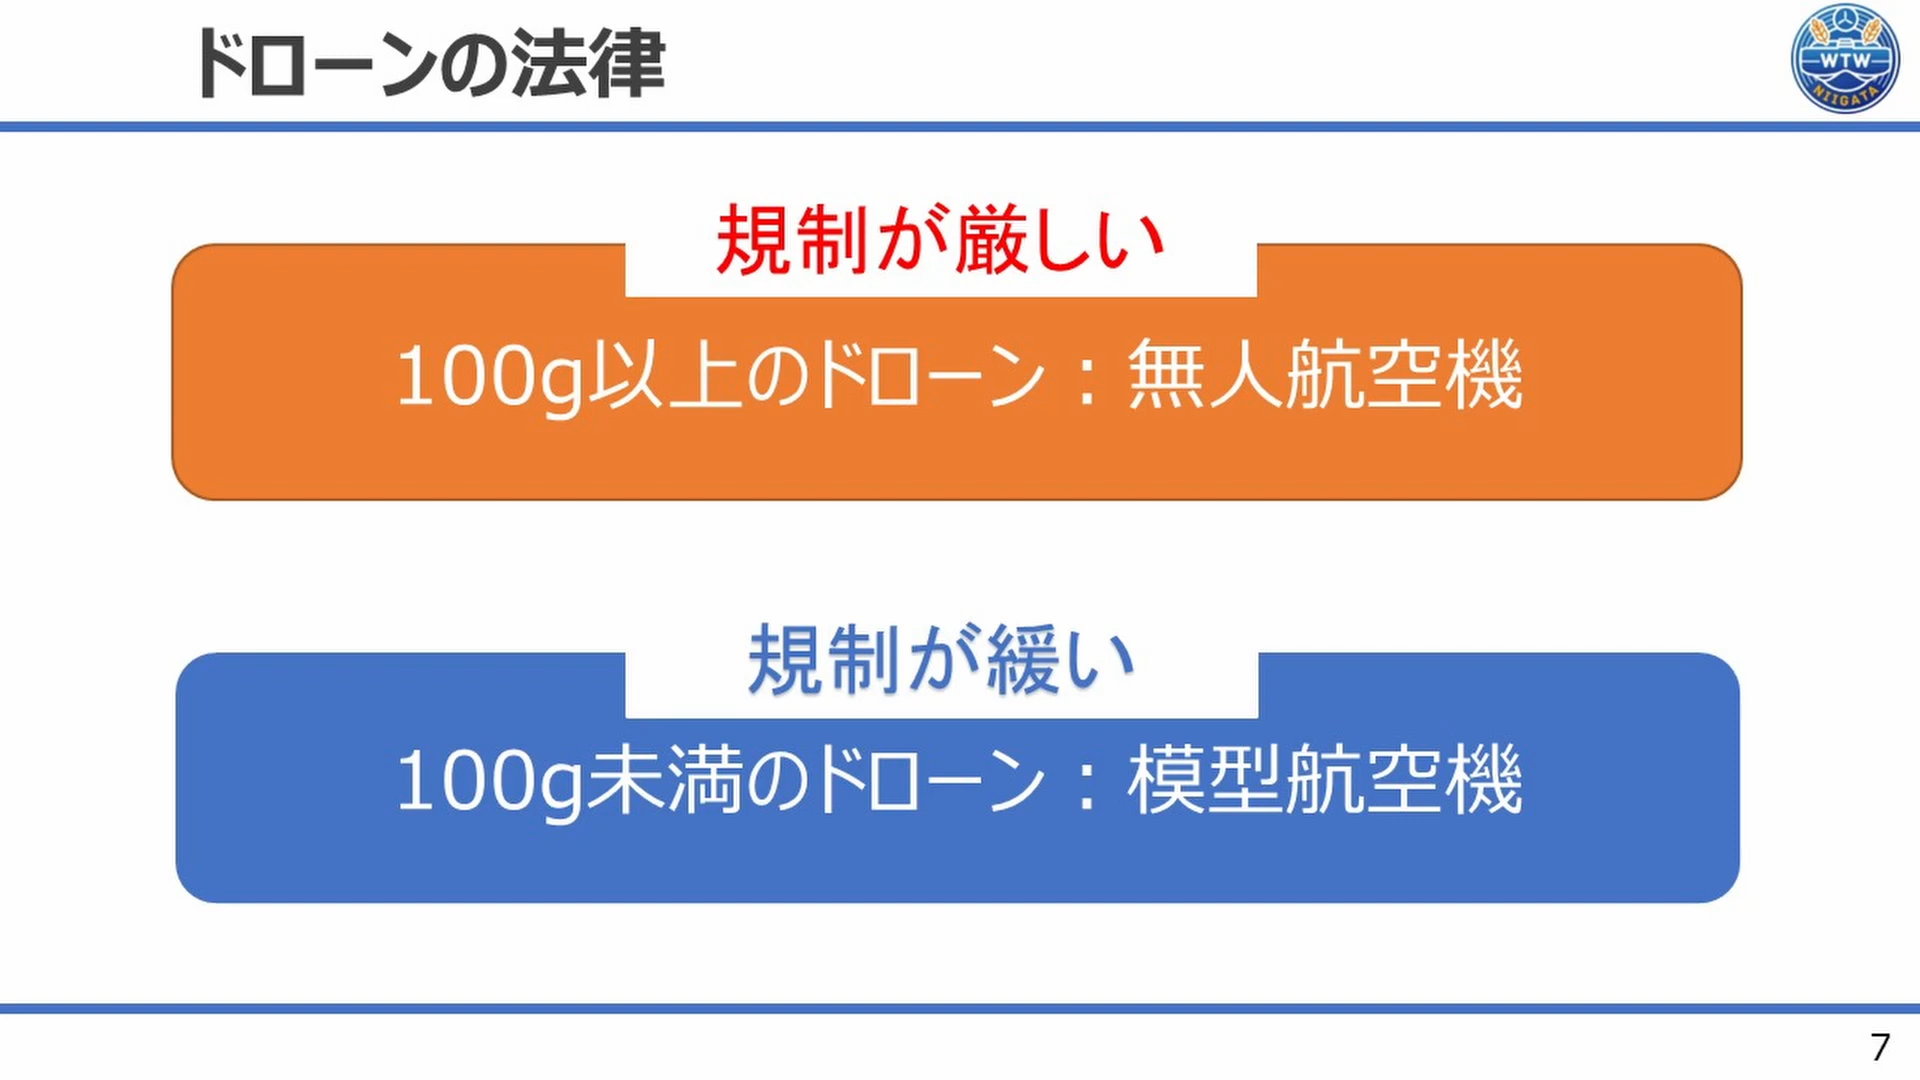 ドローンの法律
WTW
NIIGATA
規制が厳しい
100g以上のドローン：無人航空機
規制が緩い
100g未満のドローン：模型航空機
7